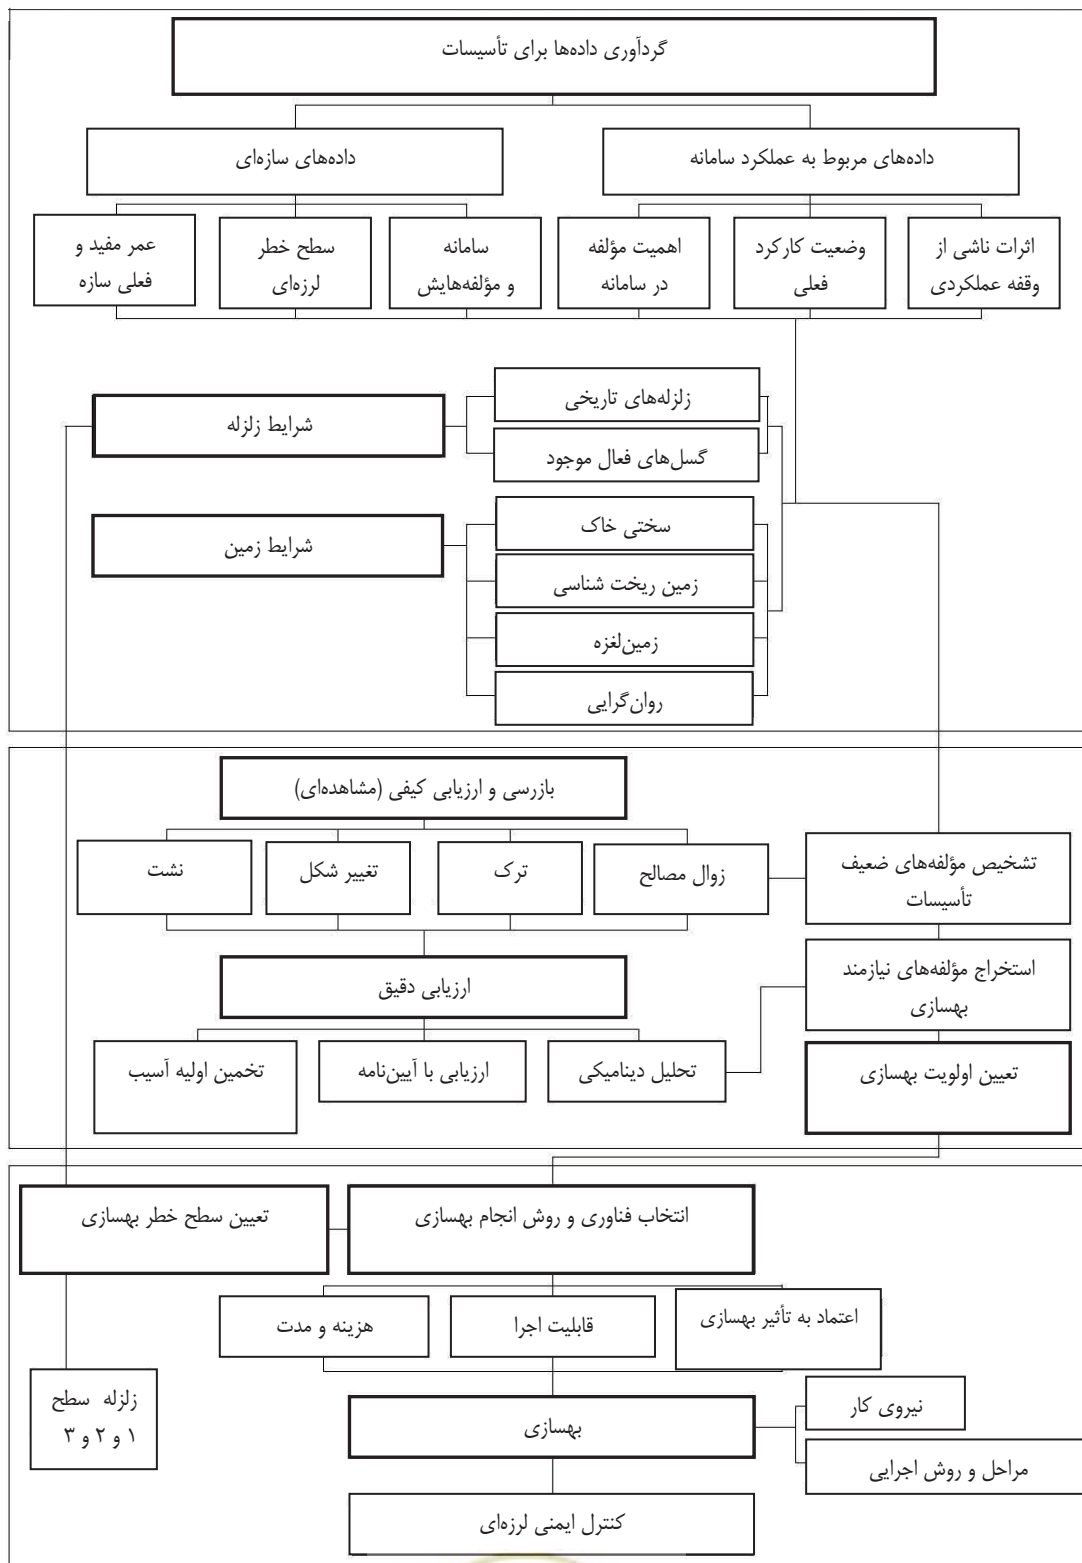 گردآوری داده‌ها برای تأسیسات
داده‌های مربوط به عملکرد سامانه
داده‌های سازه‌ای
اثرات ناشی از
وقفه عملکردی
وضعیت کارکرد
فعلی
اهمیت مؤلفه
در سامانه
سامانه
و مؤلفه‌هایش
سطح خطر
لرزه‌ای
عمر مفید و
فعلی سازه
زلزله‌های تاریخی
شرایط زلزله
گسل‌های فعال موجود
سختی خاک
شرایط زمین
زمین ریخت شناسی
زمین‌لغزه
روان‌گرایی
بازرسی و ارزیابی کیفی (مشاهده‌ای)
تشخیص مؤلفه‌های ضعیف
تأسیسات
زوال مصالح
ترک
تغییر شکل
نشت
استخراج مؤلفه‌های نیازمند
بهسازی
ارزیابی دقیق
تعیین اولویت بهسازی
تحلیل دینامیکی
ارزیابی با آیین‌نامه
تخمین اولیه آسیب
انتخاب فناوری و روش انجام بهسازی
تعیین سطح خطر بهسازی
اعتماد به تأثیر بهسازی
قابلیت اجرا
هزینه و مدت
زلزله سطح
۱ و ۲ و ۳
نیروی کار
بهسازی
مراحل و روش اجرایی
کنترل ایمنی لرزه‌ای